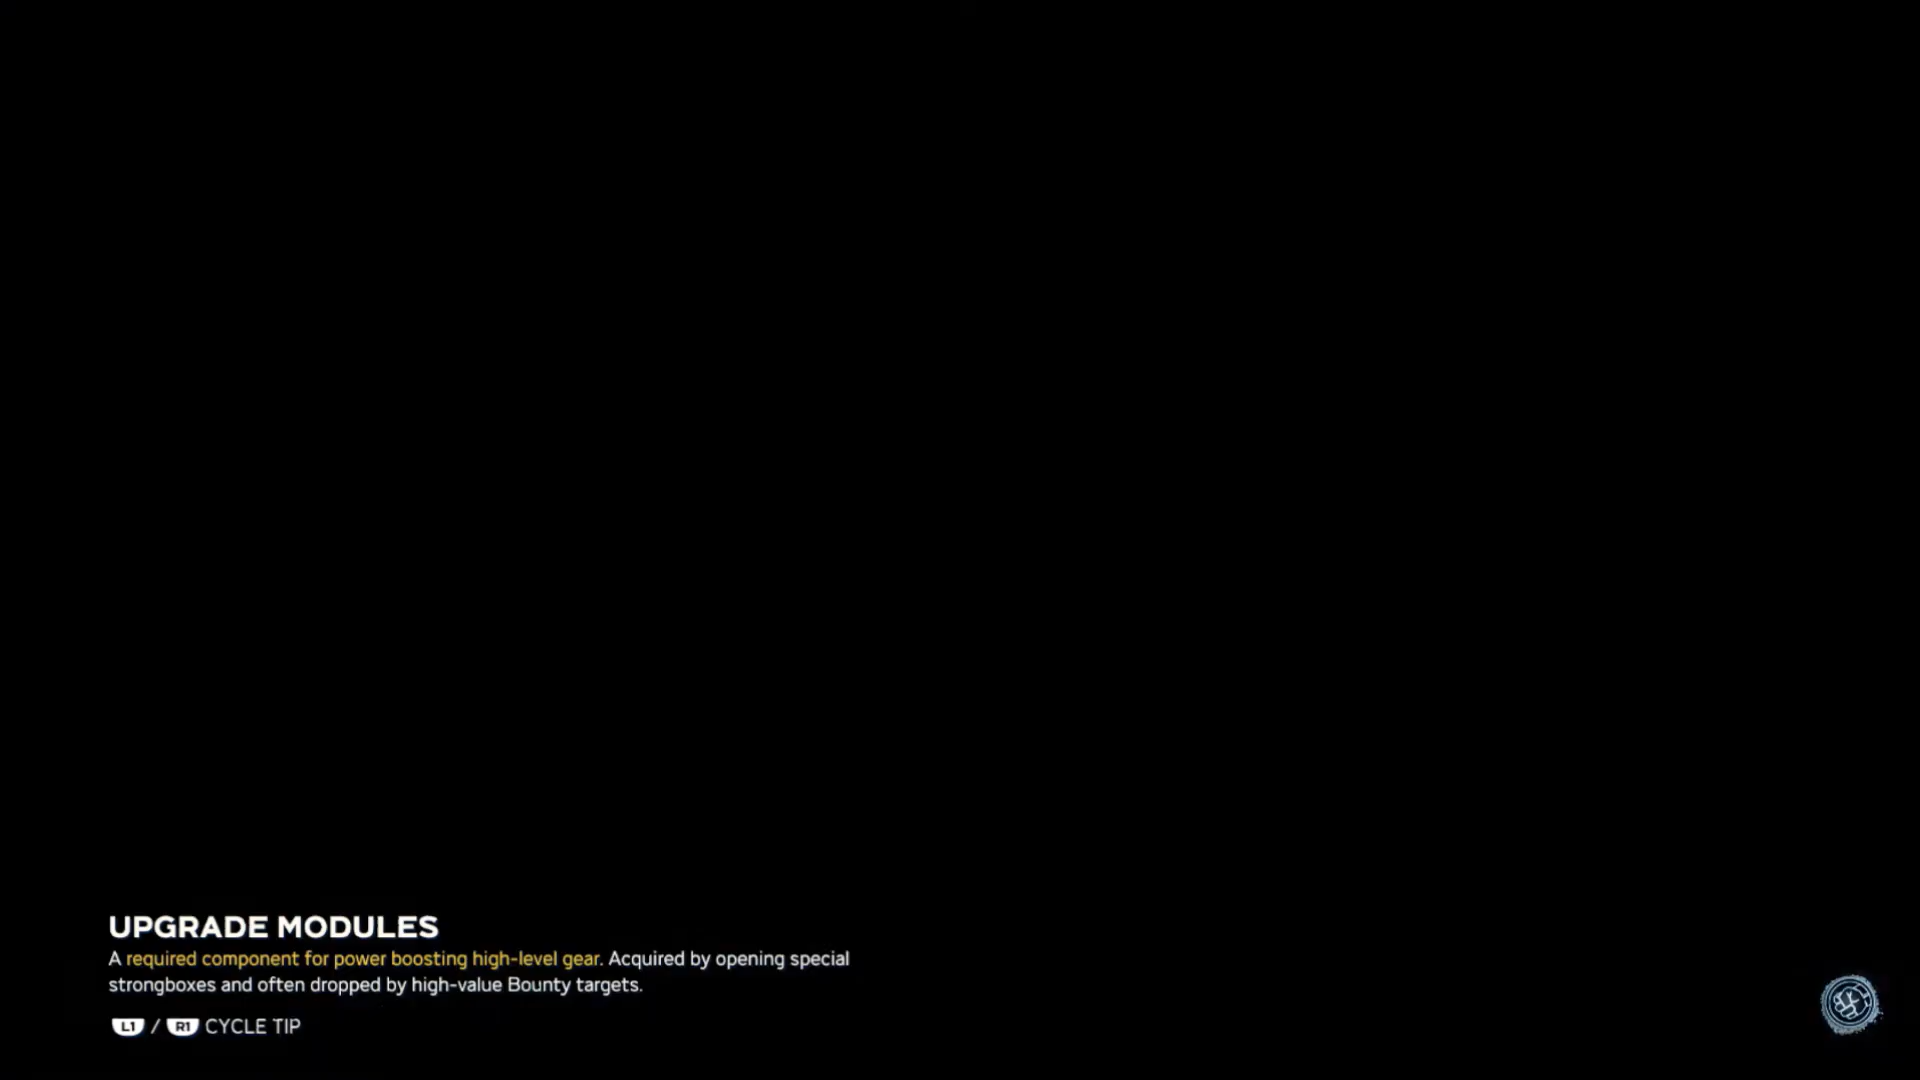 UPGRADE MODULES
A required component for power boosting high-level gear. Acquired by opening special
strongboxes and often dropped by high-value Bounty targets.
L1 / R1 CYCLE TIP